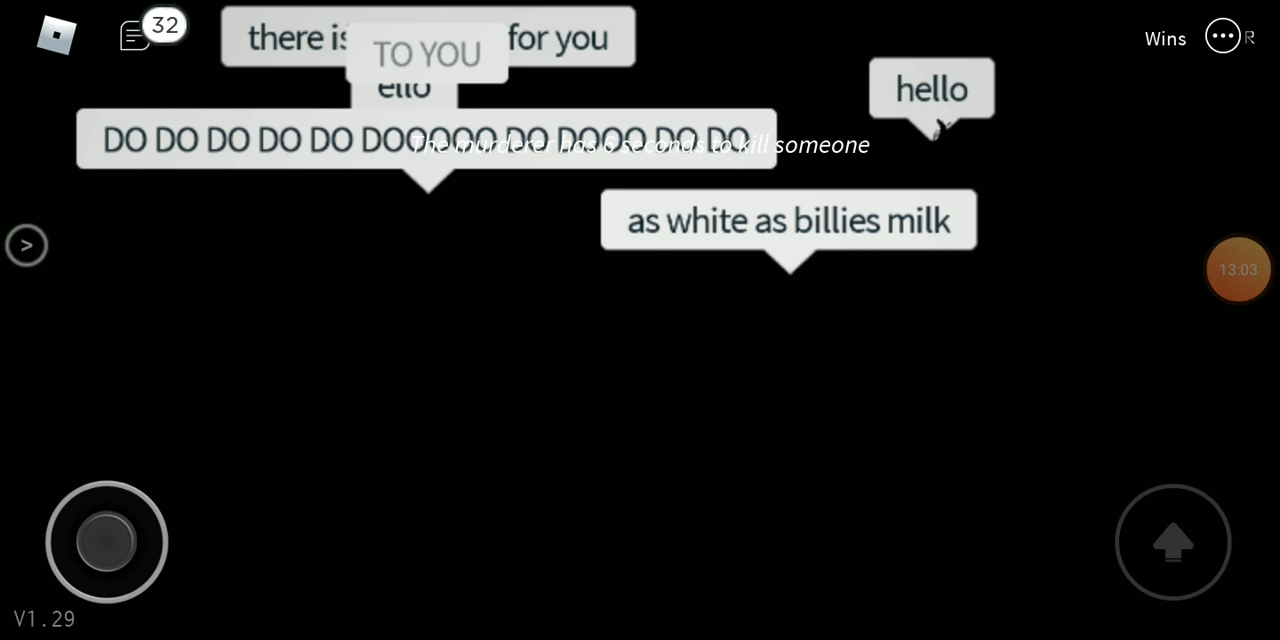 32
there is for you
TO YOU
Wins
R
ello
hello
DO DO DO DO DO DOOOOO DO DOOO DO DO
The murderer has 6 seconds to kill someone
as white as billies milk
>
13:03
V1.29